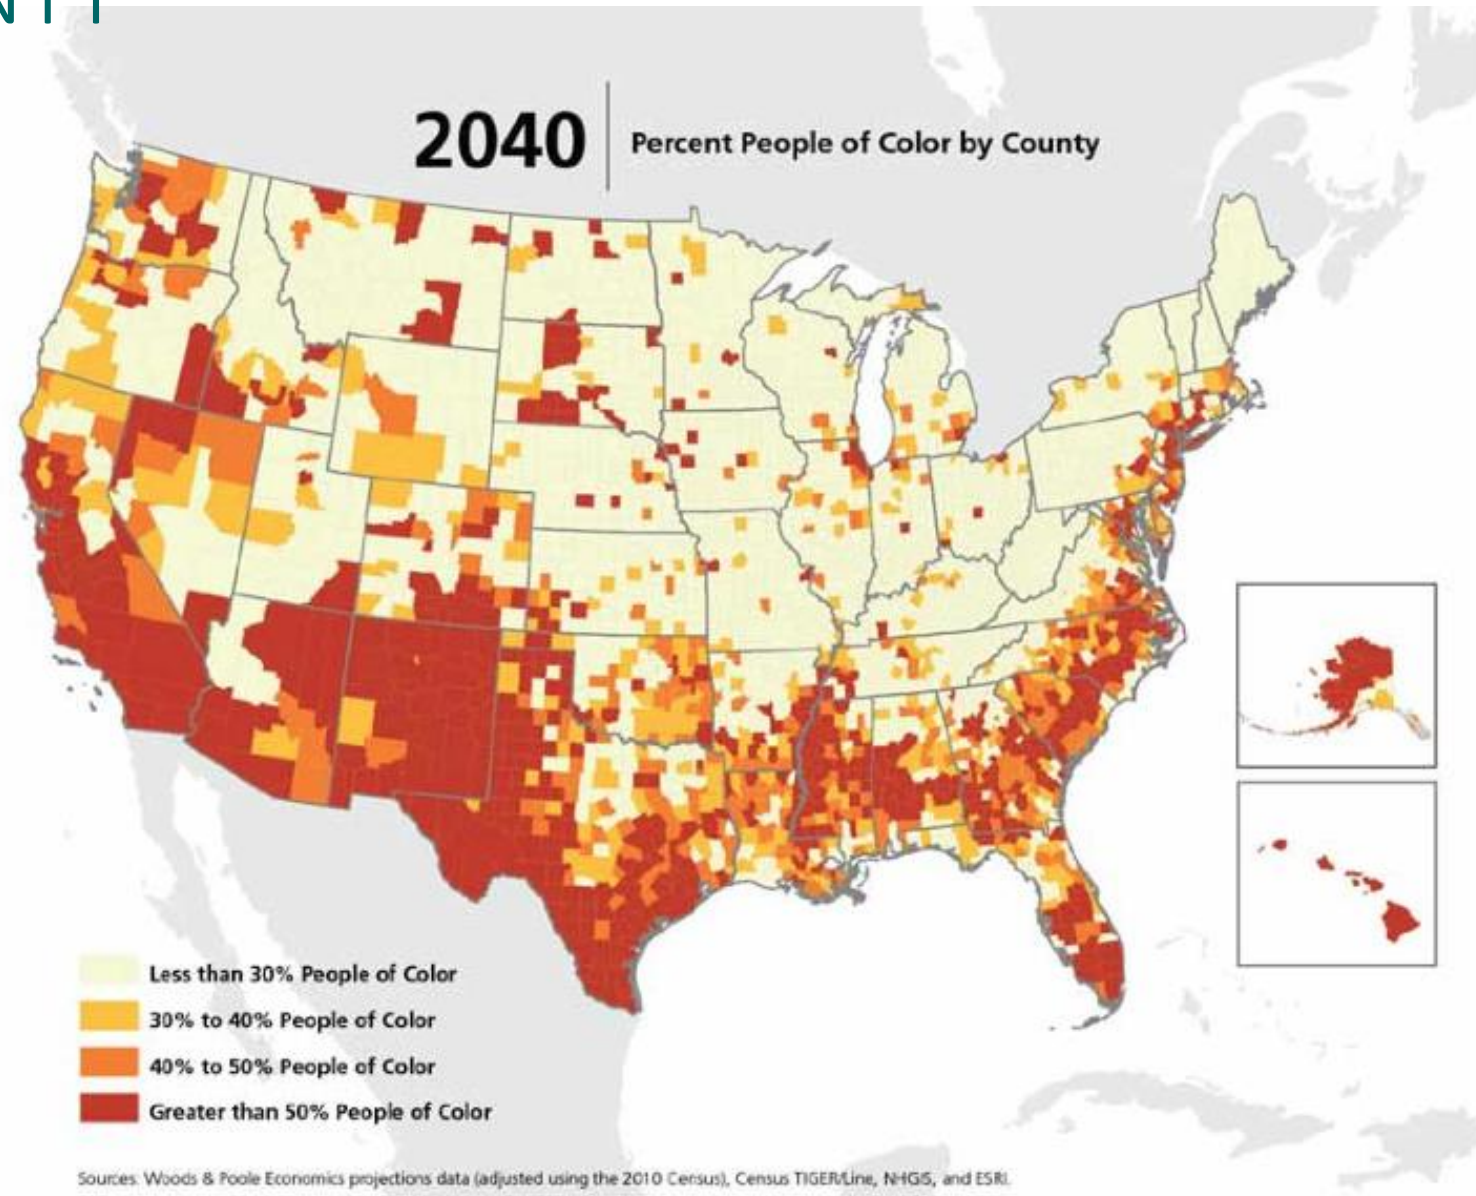 2040
Percent People of Color by County
Less than 30% People of Color
30% to 40% People of Color
40% to 50% People of Color
Greater than 50% People of Color
Sources: Woods & Poole Economics projections data (adjusted using the 2010 Census), Census TIGER/Line, NHGIS, and ESRI.